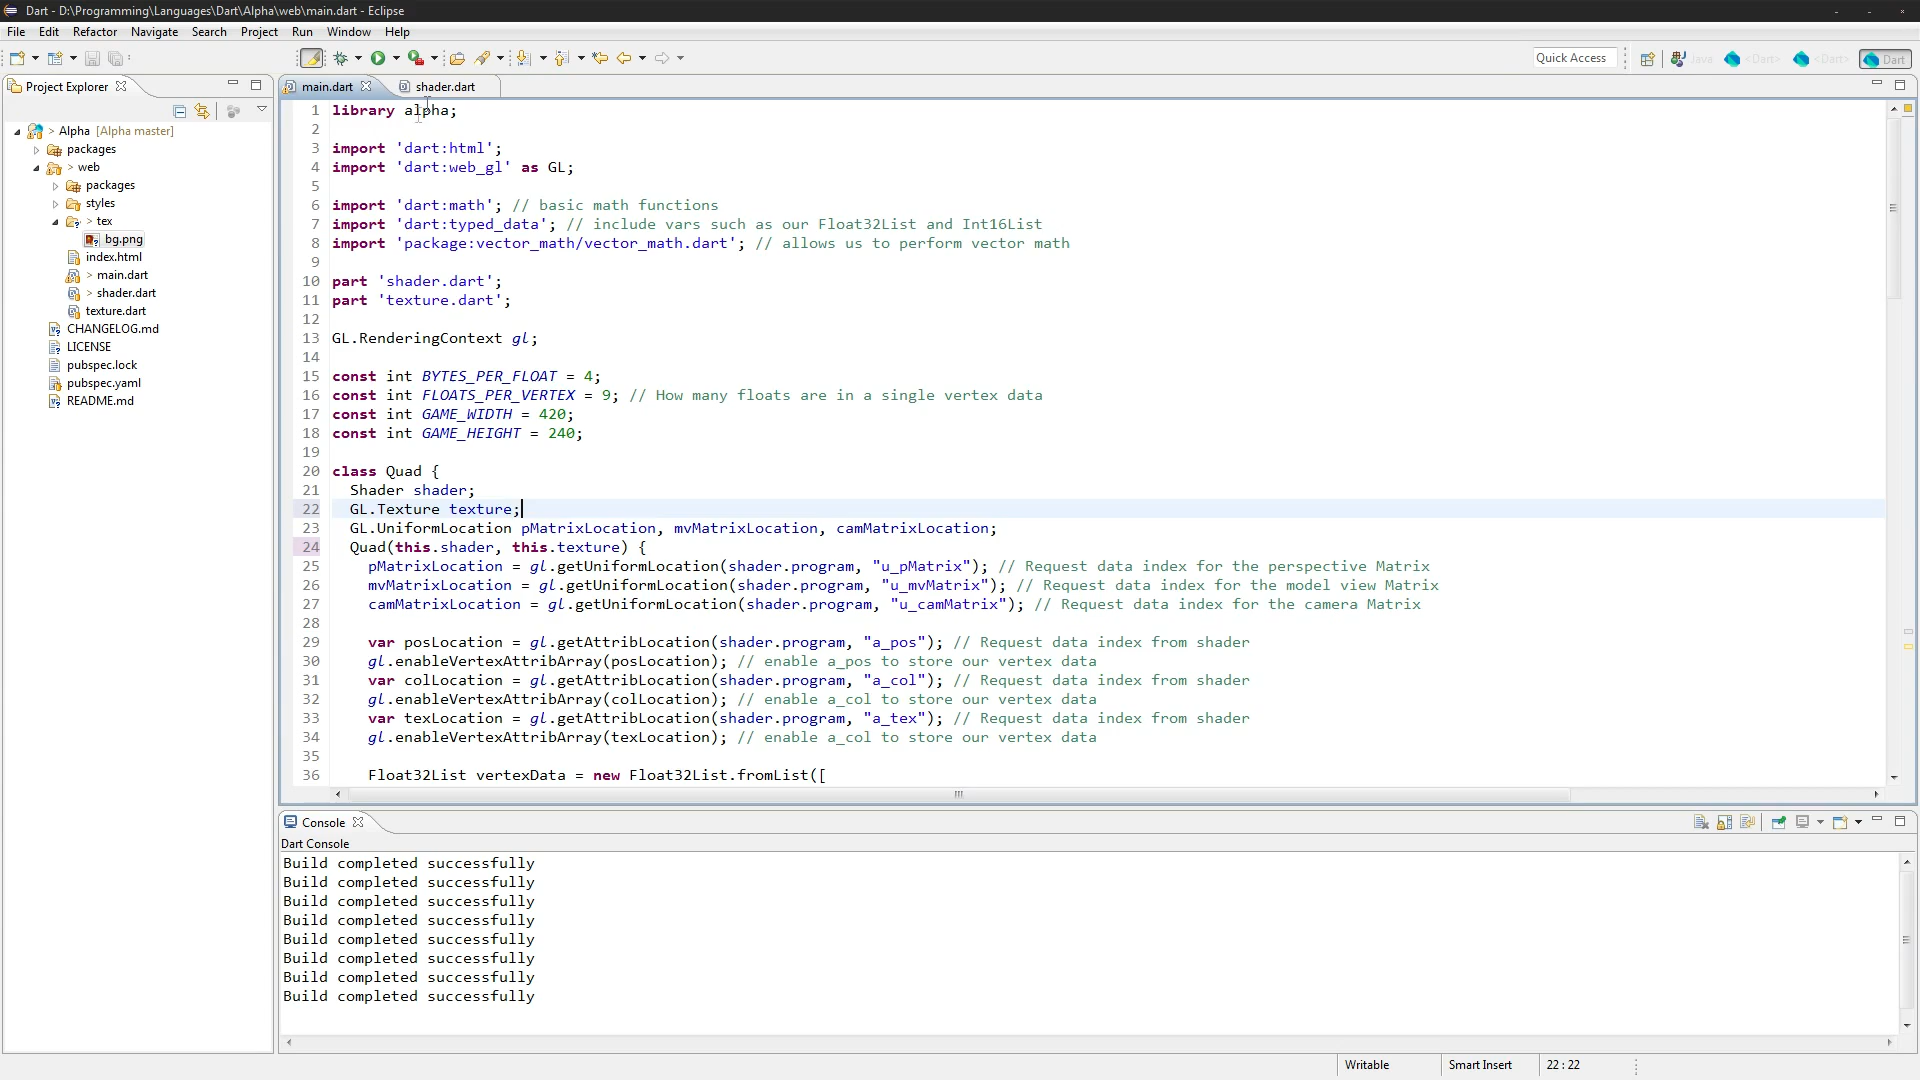 Dart - D:\Programming\Languages\Dart\Alpha\web\main.dart - Eclipse
File Edit Refactor Navigate Search Project Run Window Help
Quick Access Java <Dart> <Dart> Dart
Project Explorer
> Alpha [Alpha master]
packages
> web
packages
styles
> tex
bg.png
index.html
> main.dart
> shader.dart
texture.dart
CHANGELOG.md
LICENSE
pubspec.lock
pubspec.yaml
README.md
main.dart shader.dart
1 library alpha;
2
3 import 'dart:html';
4 import 'dart:web_gl' as GL;
5
6 import 'dart:math'; // basic math functions
7 import 'dart:typed_data'; // include vars such as our Float32List and Int16List
8 import 'package:vector_math/vector_math.dart'; // allows us to perform vector math
9
10 part 'shader.dart';
11 part 'texture.dart';
12
13 GL.RenderingContext gl;
14
15 const int BYTES_PER_FLOAT = 4;
16 const int FLOATS_PER_VERTEX = 9; // How many floats are in a single vertex data
17 const int GAME_WIDTH = 420;
18 const int GAME_HEIGHT = 240;
19
20 class Quad {
21 Shader shader;
22 GL.Texture texture;
23 GL.UniformLocation pMatrixLocation, mvMatrixLocation, camMatrixLocation;
24 Quad(this.shader, this.texture) {
25 pMatrixLocation = gl.getUniformLocation(shader.program, "u_pMatrix"); // Request data index for the perspective Matrix
26 mvMatrixLocation = gl.getUniformLocation(shader.program, "u_mvMatrix"); // Request data index for the model view Matrix
27 camMatrixLocation = gl.getUniformLocation(shader.program, "u_camMatrix"); // Request data index for the camera Matrix
28
29 var posLocation = gl.getAttribLocation(shader.program, "a_pos"); // Request data index from shader
30 gl.enableVertexAttribArray(posLocation); // enable a_pos to store our vertex data
31 var colLocation = gl.getAttribLocation(shader.program, "a_col"); // Request data index from shader
32 gl.enableVertexAttribArray(colLocation); // enable a_col to store our vertex data
33 var texLocation = gl.getAttribLocation(shader.program, "a_tex"); // Request data index from shader
34 gl.enableVertexAttribArray(texLocation); // enable a_col to store our vertex data
35
36 Float32List vertexData = new Float32List.fromList([
Console
Dart Console
Build completed successfully
Build completed successfully
Build completed successfully
Build completed successfully
Build completed successfully
Build completed successfully
Build completed successfully
Build completed successfully
Writable Smart Insert 22 : 22